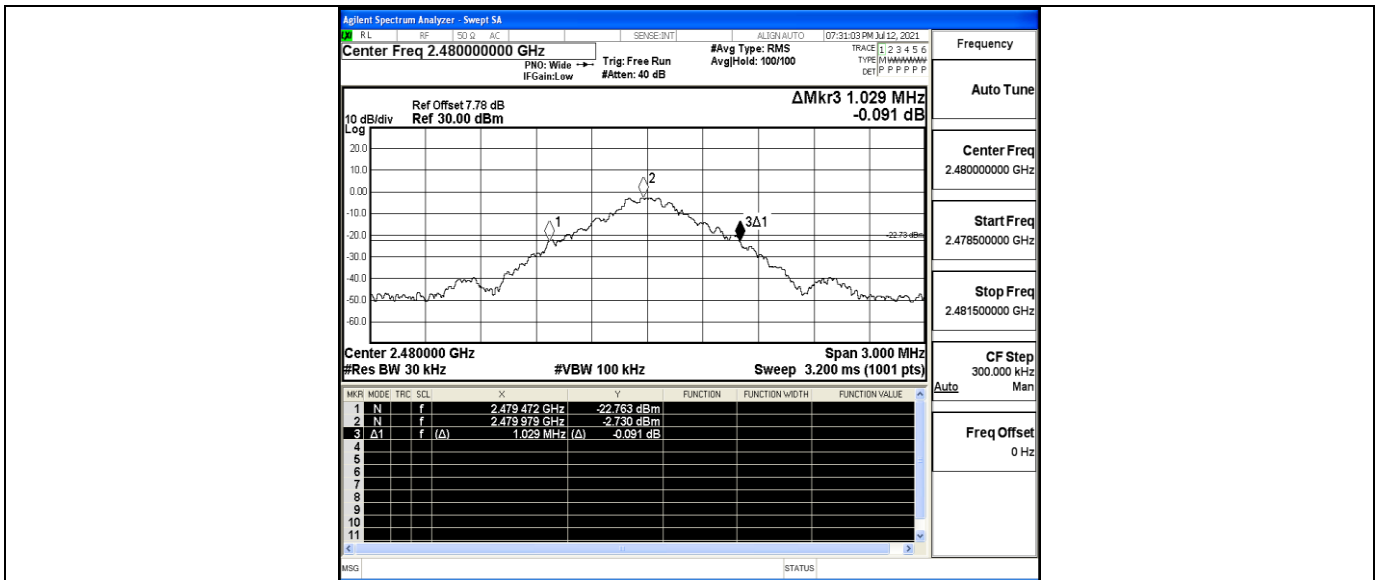 Agilent Spectrum Analyzer - Swept SA
LXI RL RF 50 Ω AC SENSE:INT ALIGN AUTO 07:31:03 PM Jul 12, 2021
Center Freq 2.480000000 GHz
PNO: Wide
IFGain:Low
Trig: Free Run
#Atten: 40 dB
#Avg Type: RMS
Avg|Hold: 100/100
TRACE 1 2 3 4 5 6
TYPE M W W W W W
DET P P P P P P
Ref Offset 7.78 dB
Ref 30.00 dBm
10 dB/div
Log
ΔMkr3 1.029 MHz
-0.091 dB
20.0
10.0
0.00
-10.0
-20.0
-30.0
-40.0
-50.0
-60.0
1
2
3Δ1
-22.73 dBm
Center 2.480000 GHz
Span 3.000 MHz
#Res BW 30 kHz
#VBW 100 kHz
Sweep 3.200 ms (1001 pts)
MKR MODE TRC SCL X Y FUNCTION FUNCTION WIDTH FUNCTION VALUE
1 N f 2.479 472 GHz -22.763 dBm
2 N f 2.479 979 GHz -2.730 dBm
3 Δ1 f (Δ) 1.029 MHz (Δ) -0.091 dB
4
5
6
7
8
9
10
11
MSG
STATUS
Frequency
Auto Tune
Center Freq
2.480000000 GHz
Start Freq
2.478500000 GHz
Stop Freq
2.481500000 GHz
CF Step
300.000 kHz
Auto Man
Freq Offset
0 Hz